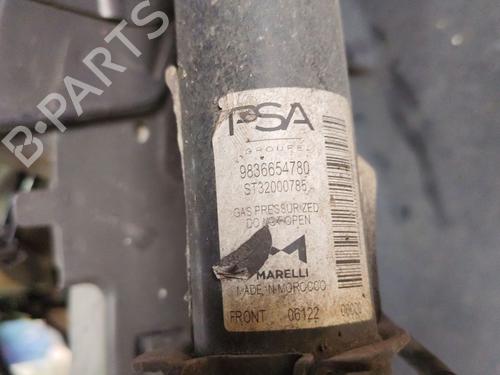 B-PARTS
PSA
GROUPE
9836654780
ST32000785
GAS PRESSURIZED
DO NOT OPEN
MARELLI
MADE IN MOROCCO
FRONT 06122